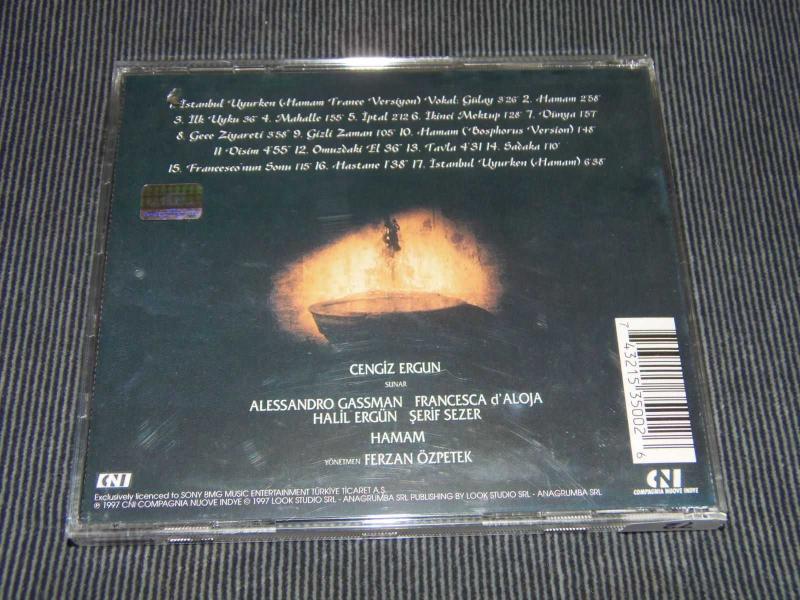 1. İstanbul Uyurken (Hamam Trance Versiyon) Vokal: Gülay 3'26" 2. Hamam 2'58"
3. İlk Uyku 36" 4. Mahalle 1'55" 5. İptal 2'12 6. İkinci Mektup 1'28" 7. Dünya 1'57
8. Gece Ziyareti 3'58" 9. Gizli Zaman 1'05" 10. Hamam (Bosphorus Version) 1'48"
11 Disim 4'55" 12. Omuzdaki El 36" 13. Tavla 4'31 14. Sadaka 1'10"
15. Francesco'nun Sonu 1'15" 16. Hastane 1'38" 17. İstanbul Uyurken (Hamam) 6'38"
CENGİZ ERGUN
SUNAR
ALESSANDRO GASSMAN FRANCESCA d'ALOJA
HALİL ERGÜN ŞERİF SEZER
HAMAM
YÖNETMEN FERZAN ÖZPETEK
7 43215 35002 6
CNI
CNI
COMPAGNIA NUOVE INDYE
Exclusively licenced to SONY BMG MUSIC ENTERTAINMENT TÜRKİYE TİCARET A.Ş.
℗ 1997 CNI COMPAGNIA NUOVE INDYE © 1997 LOOK STUDIO SRL - ANAGRUMBA SRL PUBLISHING BY LOOK STUDIO SRL - ANAGRUMBA SRL